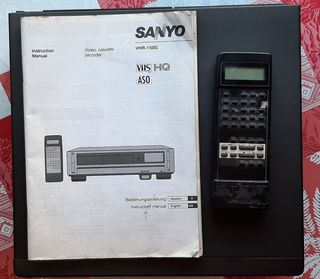 SANYO
Instruction Manual
Video cassette recorder
VHR-150G
VHS HQ
ASO
Bedienungsanleitung Deutsch
Instruction manual English